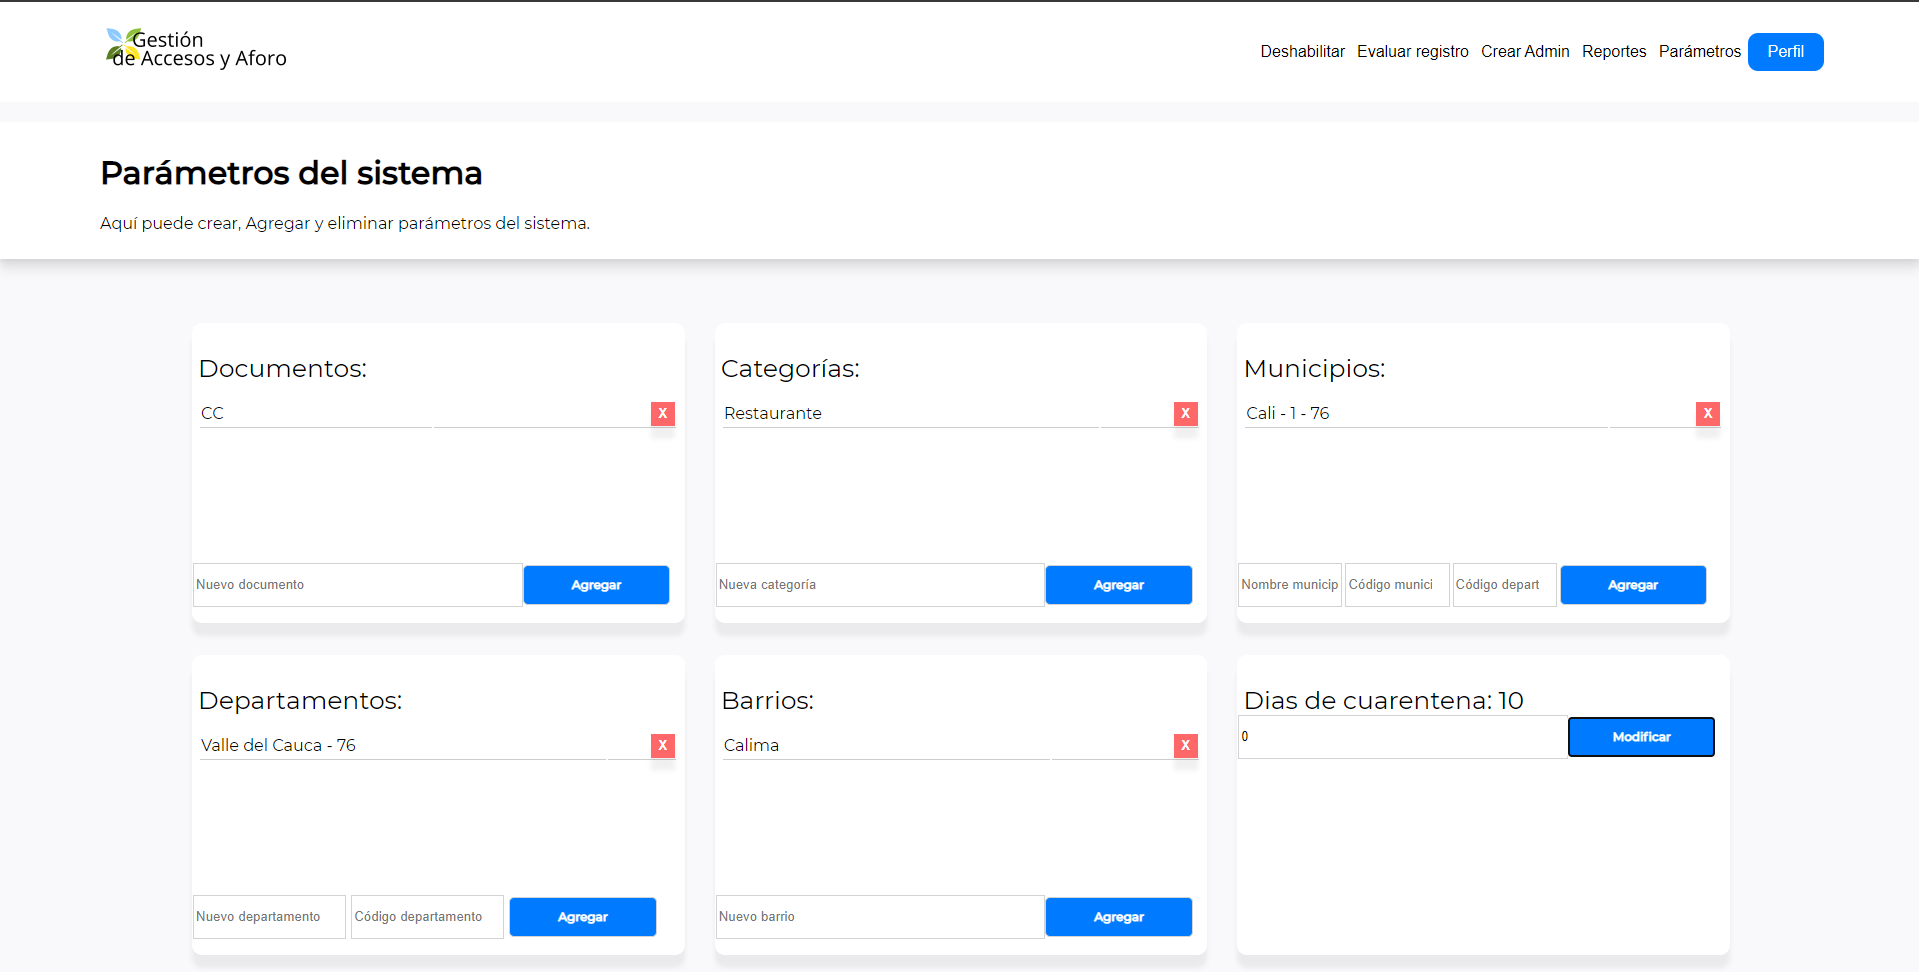 Gestión
de Accesos y Aforo
Deshabilitar Evaluar registro Crear Admin Reportes Parámetros Perfil
Parámetros del sistema
Aquí puede crear, Agregar y eliminar parámetros del sistema.
Documentos:
CC X
Nuevo documento Agregar
Categorías:
Restaurante X
Nueva categoría Agregar
Municipios:
Cali - 1 - 76 X
Nombre municip Código munici Código depart Agregar
Departamentos:
Valle del Cauca - 76 X
Nuevo departamento Código departamento Agregar
Barrios:
Calima X
Nuevo barrio Agregar
Dias de cuarentena: 10
0 Modificar